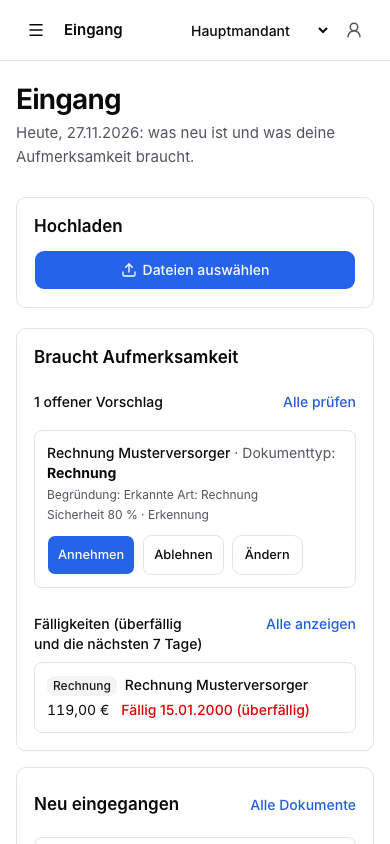 Eingang
Hauptmandant
Eingang
Heute, 27.11.2026: was neu ist und was deine
Aufmerksamkeit braucht.
Hochladen
Dateien auswählen
Braucht Aufmerksamkeit
1 offener Vorschlag
Alle prüfen
Rechnung Musterversorger · Dokumenttyp:
Rechnung
Begründung: Erkannte Art: Rechnung
Sicherheit 80 % · Erkennung
Annehmen
Ablehnen
Ändern
Fälligkeiten (überfällig
und die nächsten 7 Tage)
Alle anzeigen
Rechnung
Rechnung Musterversorger
119,00 €
Fällig 15.01.2000 (überfällig)
Neu eingegangen
Alle Dokumente